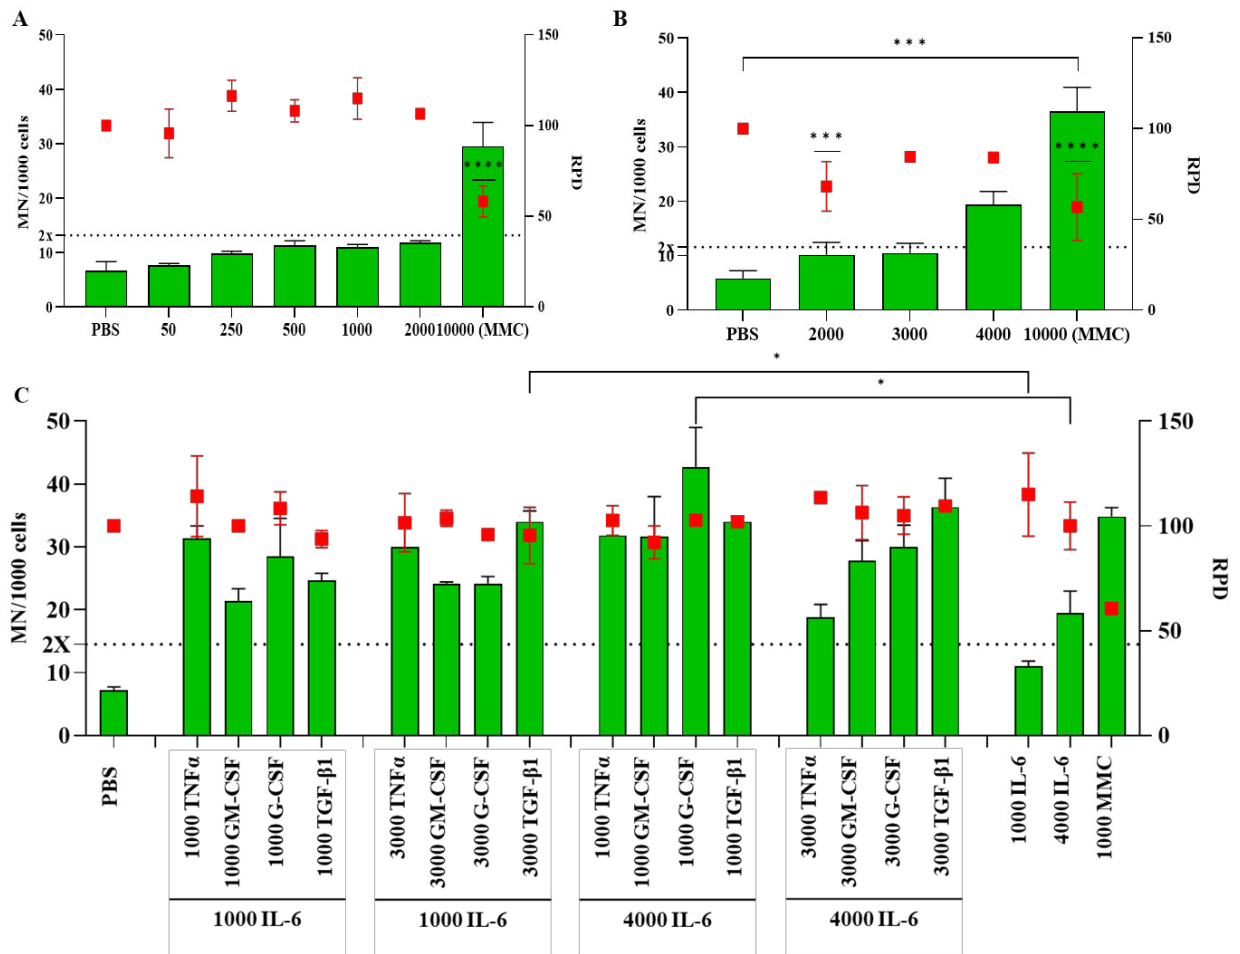 A
50
40
30
20
2X
10
0
MN/1000 cells
150
100
50
0
RPD
****
PBS 50 250 500 1000 2000 10000 (MMC)
B
50
40
30
20
2X
10
0
MN/1000 cells
150
100
50
0
RPD
***
***
****
PBS 2000 3000 4000 10000 (MMC)
C
*
*
50
40
30
20
2X
10
0
MN/1000 cells
150
100
50
0
RPD
PBS
1000 TNFα
1000 GM-CSF
1000 G-CSF
1000 TGF-β1
3000 TNFα
3000 GM-CSF
3000 G-CSF
3000 TGF-β1
1000 TNFα
1000 GM-CSF
1000 G-CSF
1000 TGF-β1
3000 TNFα
3000 GM-CSF
3000 G-CSF
3000 TGF-β1
1000 IL-6
4000 IL-6
1000 MMC
1000 IL-6 1000 IL-6 4000 IL-6 4000 IL-6